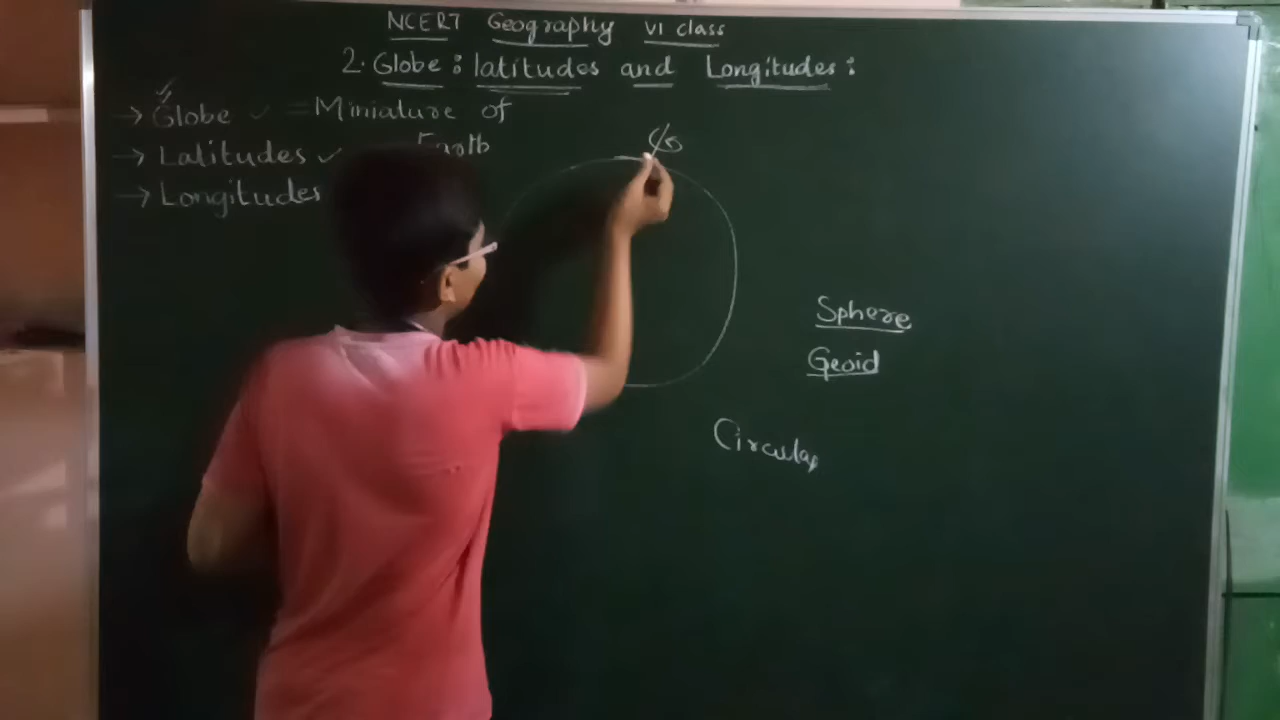 NCERT Geography VI class
2. Globe : latitudes and Longitudes :
→ Globe ✓ = Miniature of
Earth
→ Latitudes ✓
→ Longitudes
Sphere
Geoid
Circular